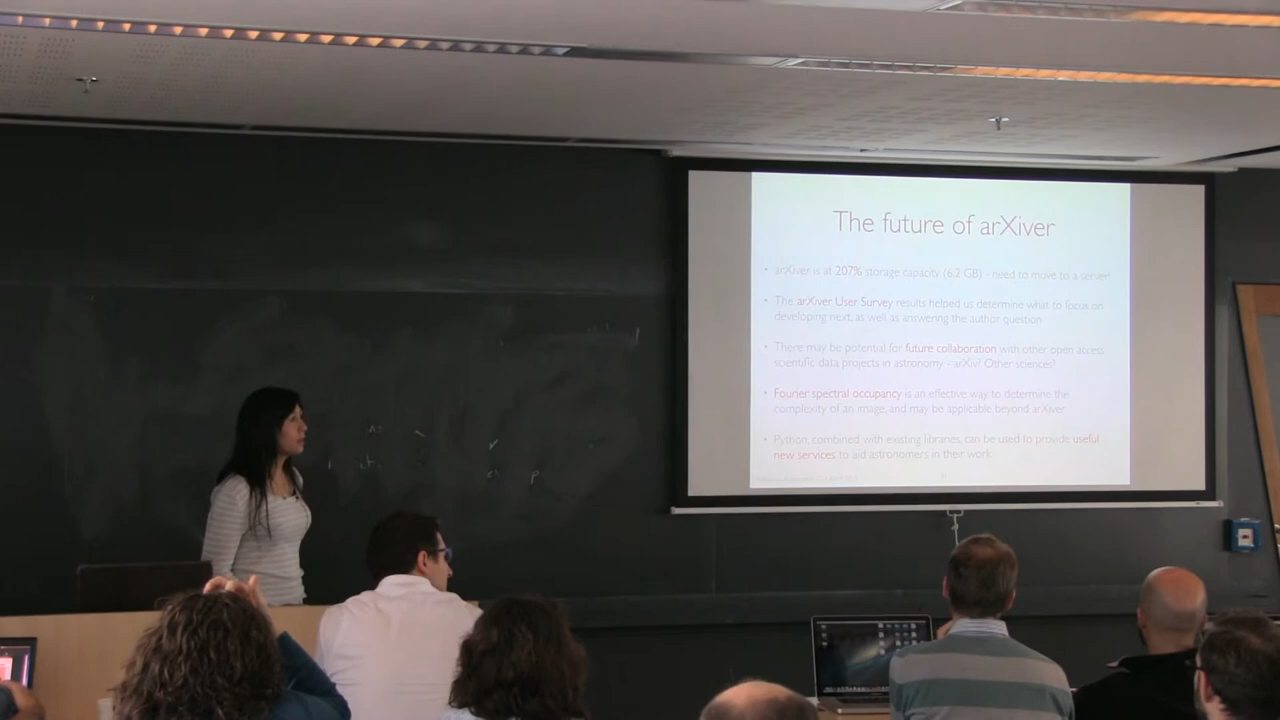 The future of arXiver
• arXiver is at 207% storage capacity (6.2 GB) - need to move to a server!
• The arXiver User Survey results helped us determine what to focus on
developing next, as well as answering the author question
• There may be potential for future collaboration with other open access
scientific data projects in astronomy - arXiv? Other sciences?
• Fourier spectral occupancy is an effective way to determine the
complexity of an image, and may be applicable beyond arXiver
• Python, combined with existing libraries, can be used to provide useful
new services to aid astronomers in their work